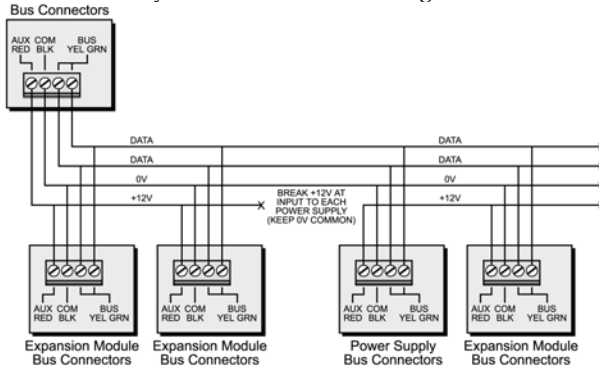 Bus Connectors
AUX COM BUS
RED BLK YEL GRN
DATA DATA
DATA DATA
0V 0V
+12V +12V
X BREAK +12V AT
INPUT TO EACH
POWER SUPPLY
(KEEP 0V COMMON)
AUX COM BUS
RED BLK YEL GRN
Expansion Module
Bus Connectors
AUX COM BUS
RED BLK YEL GRN
Expansion Module
Bus Connectors
AUX COM BUS
RED BLK YEL GRN
Power Supply
Bus Connectors
AUX COM BUS
RED BLK YEL GRN
Expansion Module
Bus Connectors